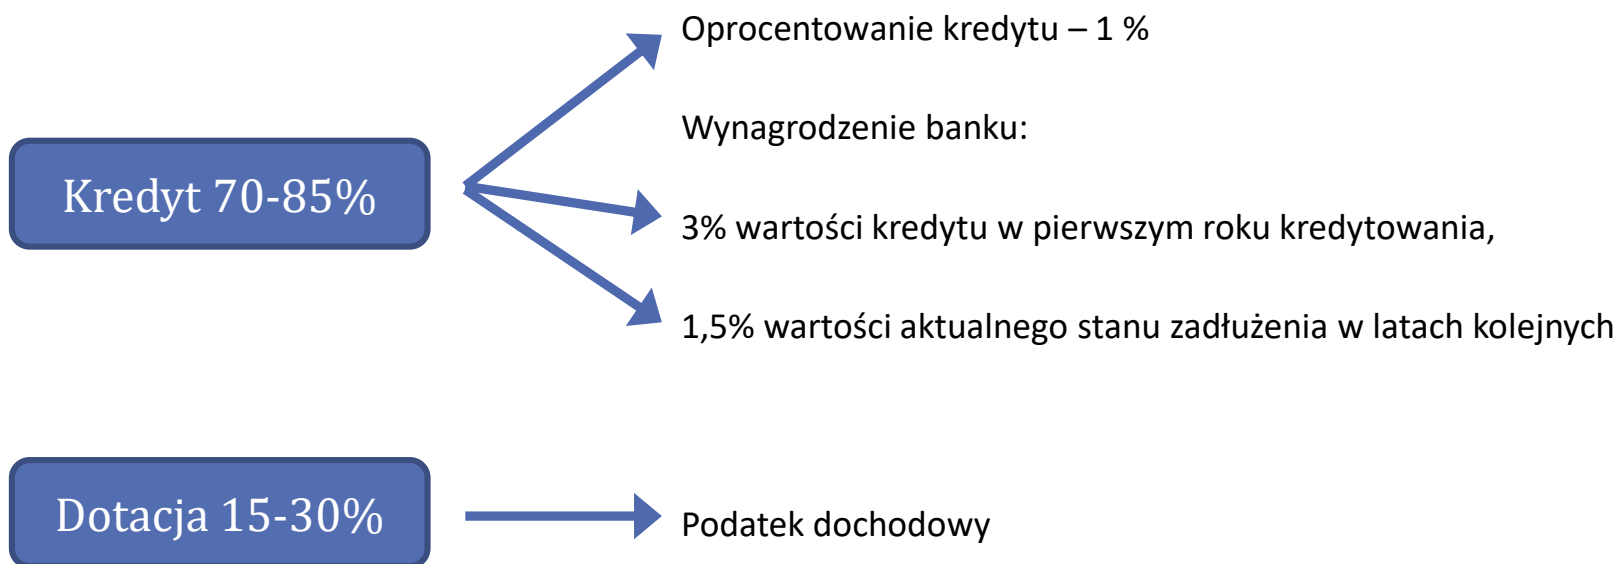 Oprocentowanie kredytu – 1 %
Wynagrodzenie banku:
Kredyt 70-85%
3% wartości kredytu w pierwszym roku kredytowania,
1,5% wartości aktualnego stanu zadłużenia w latach kolejnych
Dotacja 15-30%
Podatek dochodowy